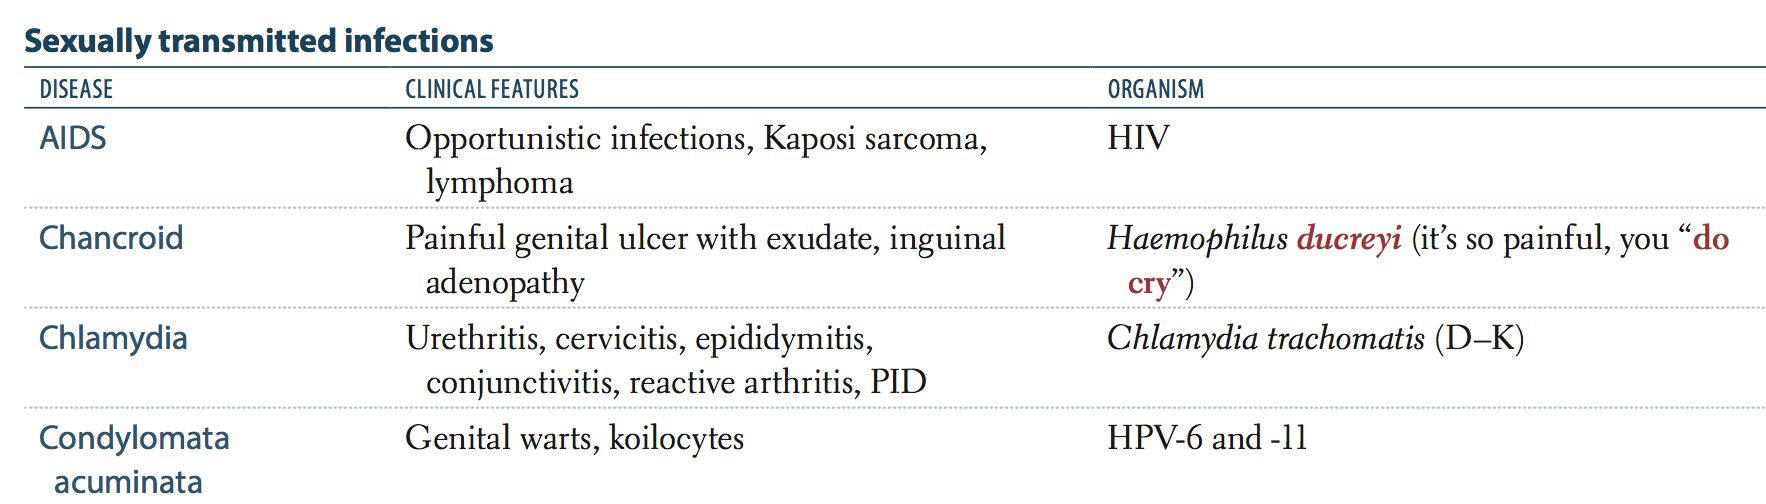 Sexually transmitted infections
DISEASE CLINICAL FEATURES ORGANISM
AIDS Opportunistic infections, Kaposi sarcoma, HIV
lymphoma
Chancroid Painful genital ulcer with exudate, inguinal Haemophilus ducreyi (it’s so painful, you “do
adenopathy cry”)
Chlamydia Urethritis, cervicitis, epididymitis, Chlamydia trachomatis (D–K)
conjunctivitis, reactive arthritis, PID
Condylomata Genital warts, koilocytes HPV-6 and -11
acuminata